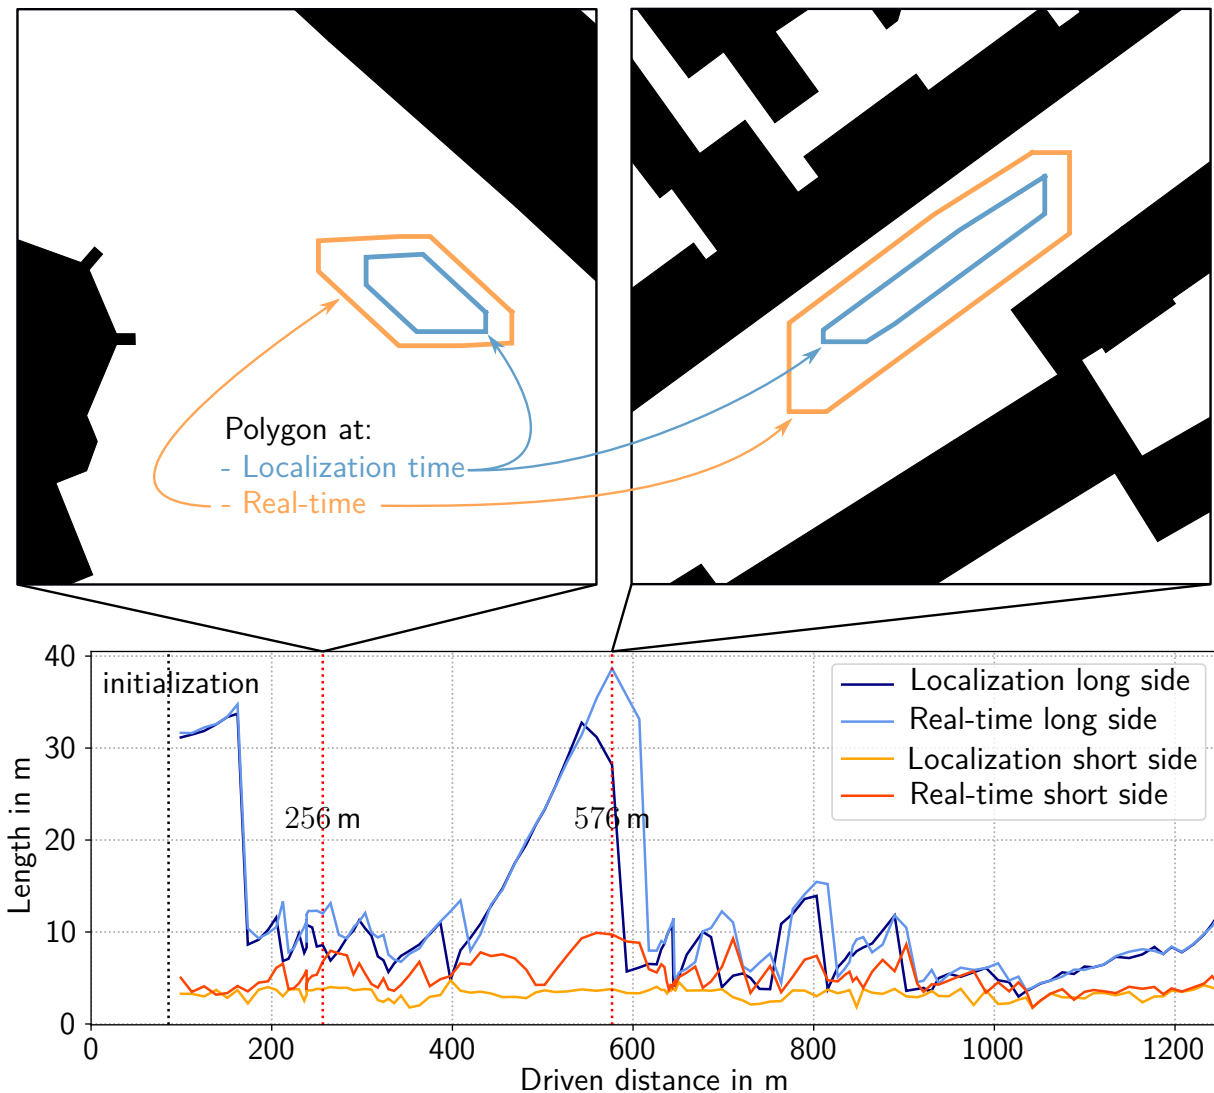 Polygon at:
- Localization time
- Real-time
40
30
20
10
0
Length in m
initialization
256 m
576 m
Localization long side
Real-time long side
Localization short side
Real-time short side
0 200 400 600 800 1000 1200
Driven distance in m